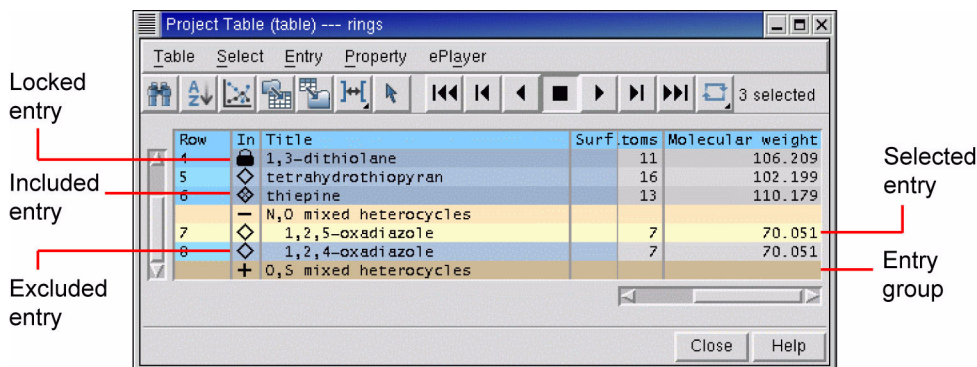 Project Table (table) --- rings
Table Select Entry Property ePlayer
3 selected
Row In Title Surf .toms Molecular weight
4 1,3-dithiolane 11 106.209
5 tetrahydrothiopyran 16 102.199
6 thiepine 13 110.179
N,O mixed heterocycles
7 1,2,5-oxadiazole 7 70.051
8 1,2,4-oxadiazole 7 70.051
O,S mixed heterocycles
Close Help
Locked
entry
Included
entry
Excluded
entry
Selected
entry
Entry
group